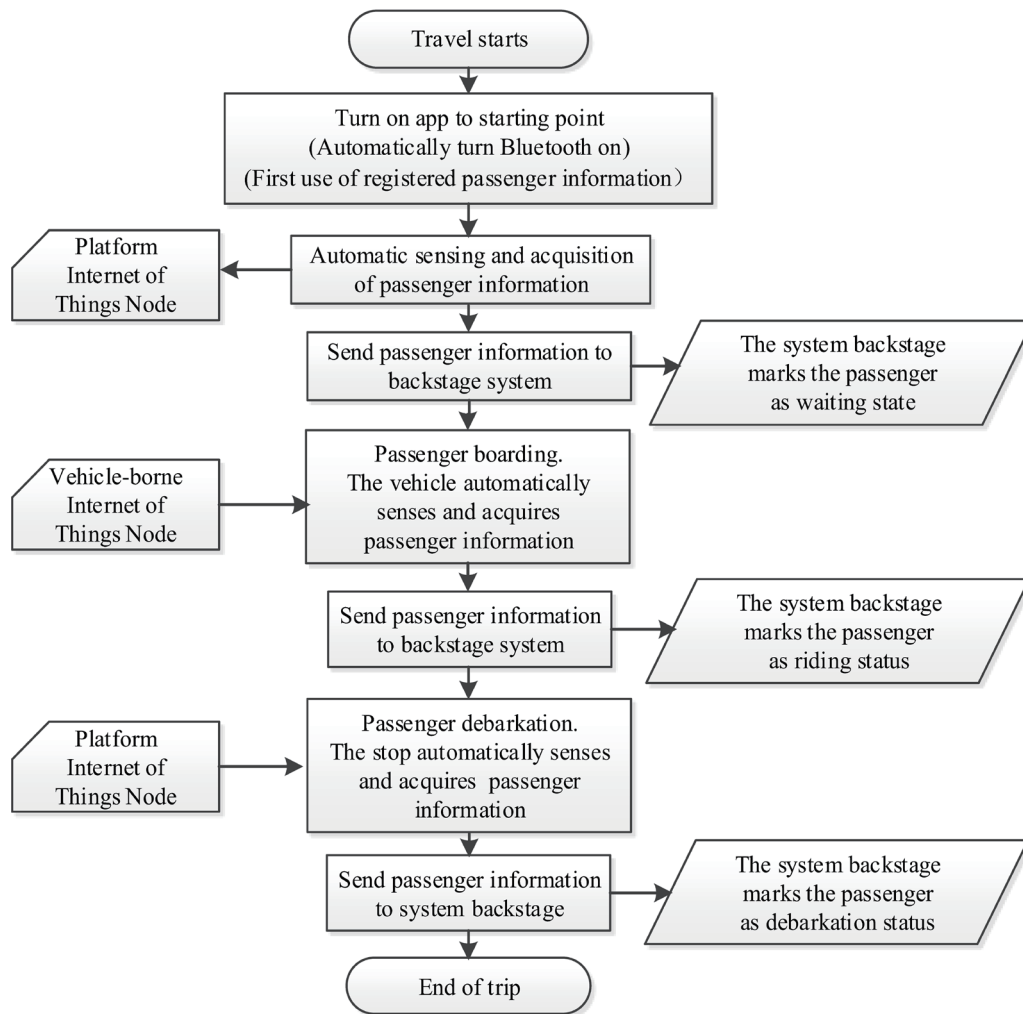 Travel starts
Turn on app to starting point
(Automatically turn Bluetooth on)
(First use of registered passenger information）
Platform
Internet of
Things Node
Automatic sensing and acquisition
of passenger information
Send passenger information to
backstage system
The system backstage
marks the passenger
as waiting state
Vehicle-borne
Internet of
Things Node
Passenger boarding.
The vehicle automatically
senses and acquires
passenger information
Send passenger information
to backstage system
The system backstage
marks the passenger
as riding status
Platform
Internet of
Things Node
Passenger debarkation.
The stop automatically senses
and acquires passenger
information
Send passenger information
to system backstage
The system backstage
marks the passenger
as debarkation status
End of trip